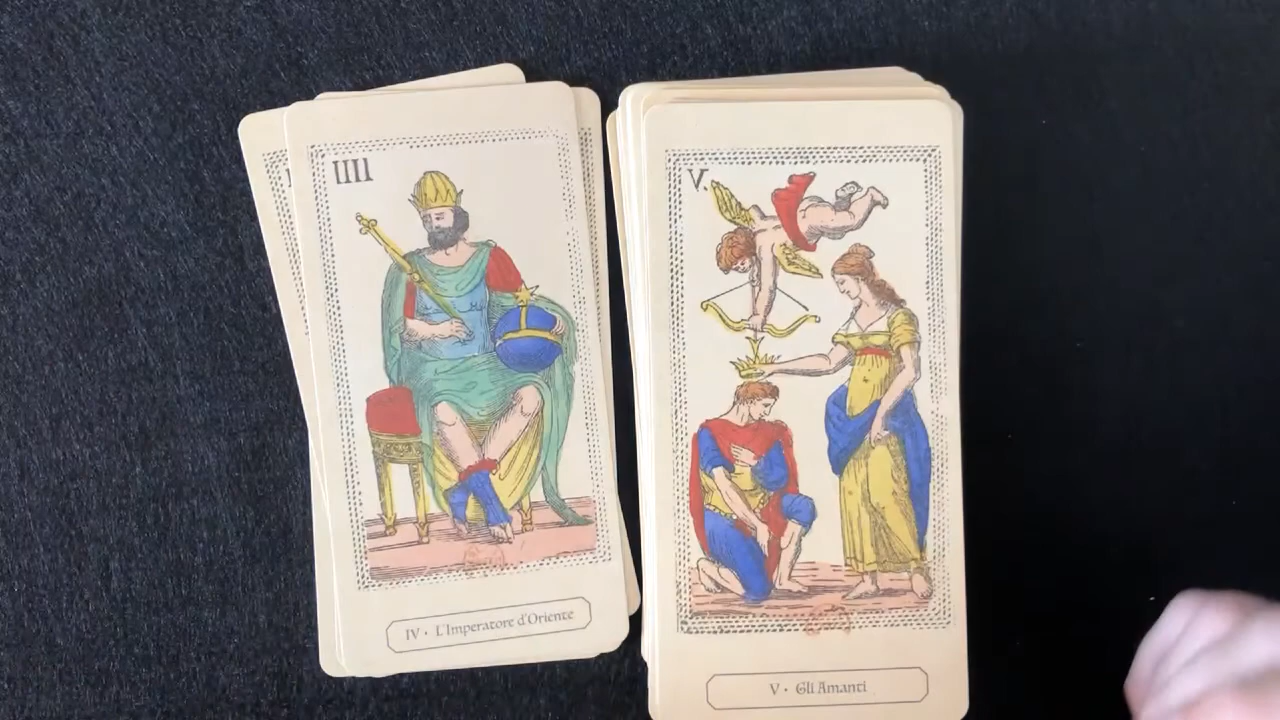 IIII
IV · L'Imperatore d'Oriente
V.
V · Gli Amanti